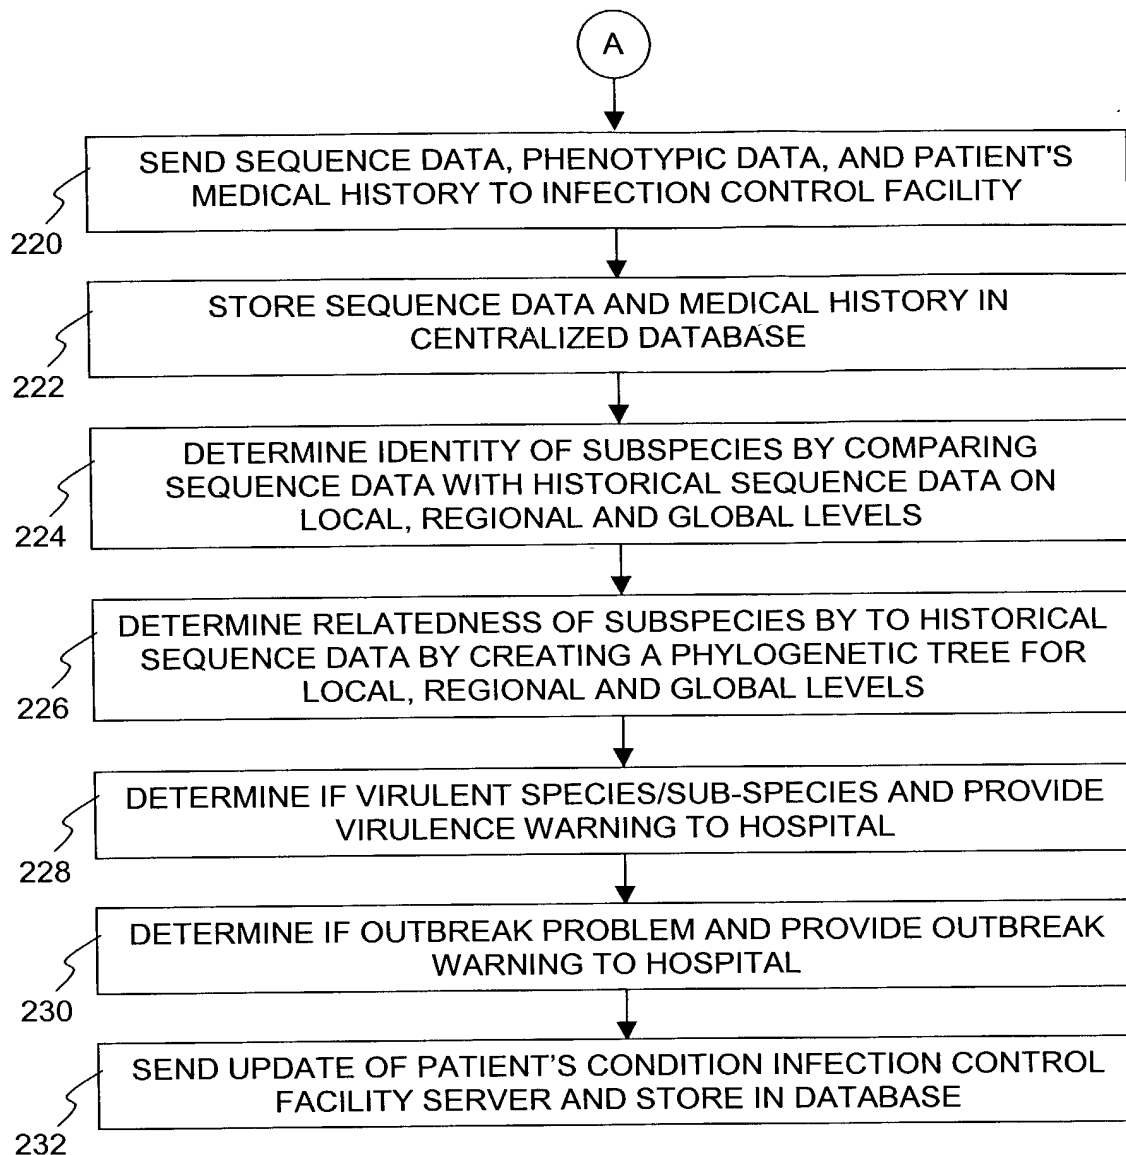 A
SEND SEQUENCE DATA, PHENOTYPIC DATA, AND PATIENT'S
MEDICAL HISTORY TO INFECTION CONTROL FACILITY
220
STORE SEQUENCE DATA AND MEDICAL HISTORY IN
CENTRALIZED DATABASE
222
DETERMINE IDENTITY OF SUBSPECIES BY COMPARING
SEQUENCE DATA WITH HISTORICAL SEQUENCE DATA ON
LOCAL, REGIONAL AND GLOBAL LEVELS
224
DETERMINE RELATEDNESS OF SUBSPECIES BY TO HISTORICAL
SEQUENCE DATA BY CREATING A PHYLOGENETIC TREE FOR
LOCAL, REGIONAL AND GLOBAL LEVELS
226
DETERMINE IF VIRULENT SPECIES/SUB-SPECIES AND PROVIDE
VIRULENCE WARNING TO HOSPITAL
228
DETERMINE IF OUTBREAK PROBLEM AND PROVIDE OUTBREAK
WARNING TO HOSPITAL
230
SEND UPDATE OF PATIENT’S CONDITION INFECTION CONTROL
FACILITY SERVER AND STORE IN DATABASE
232